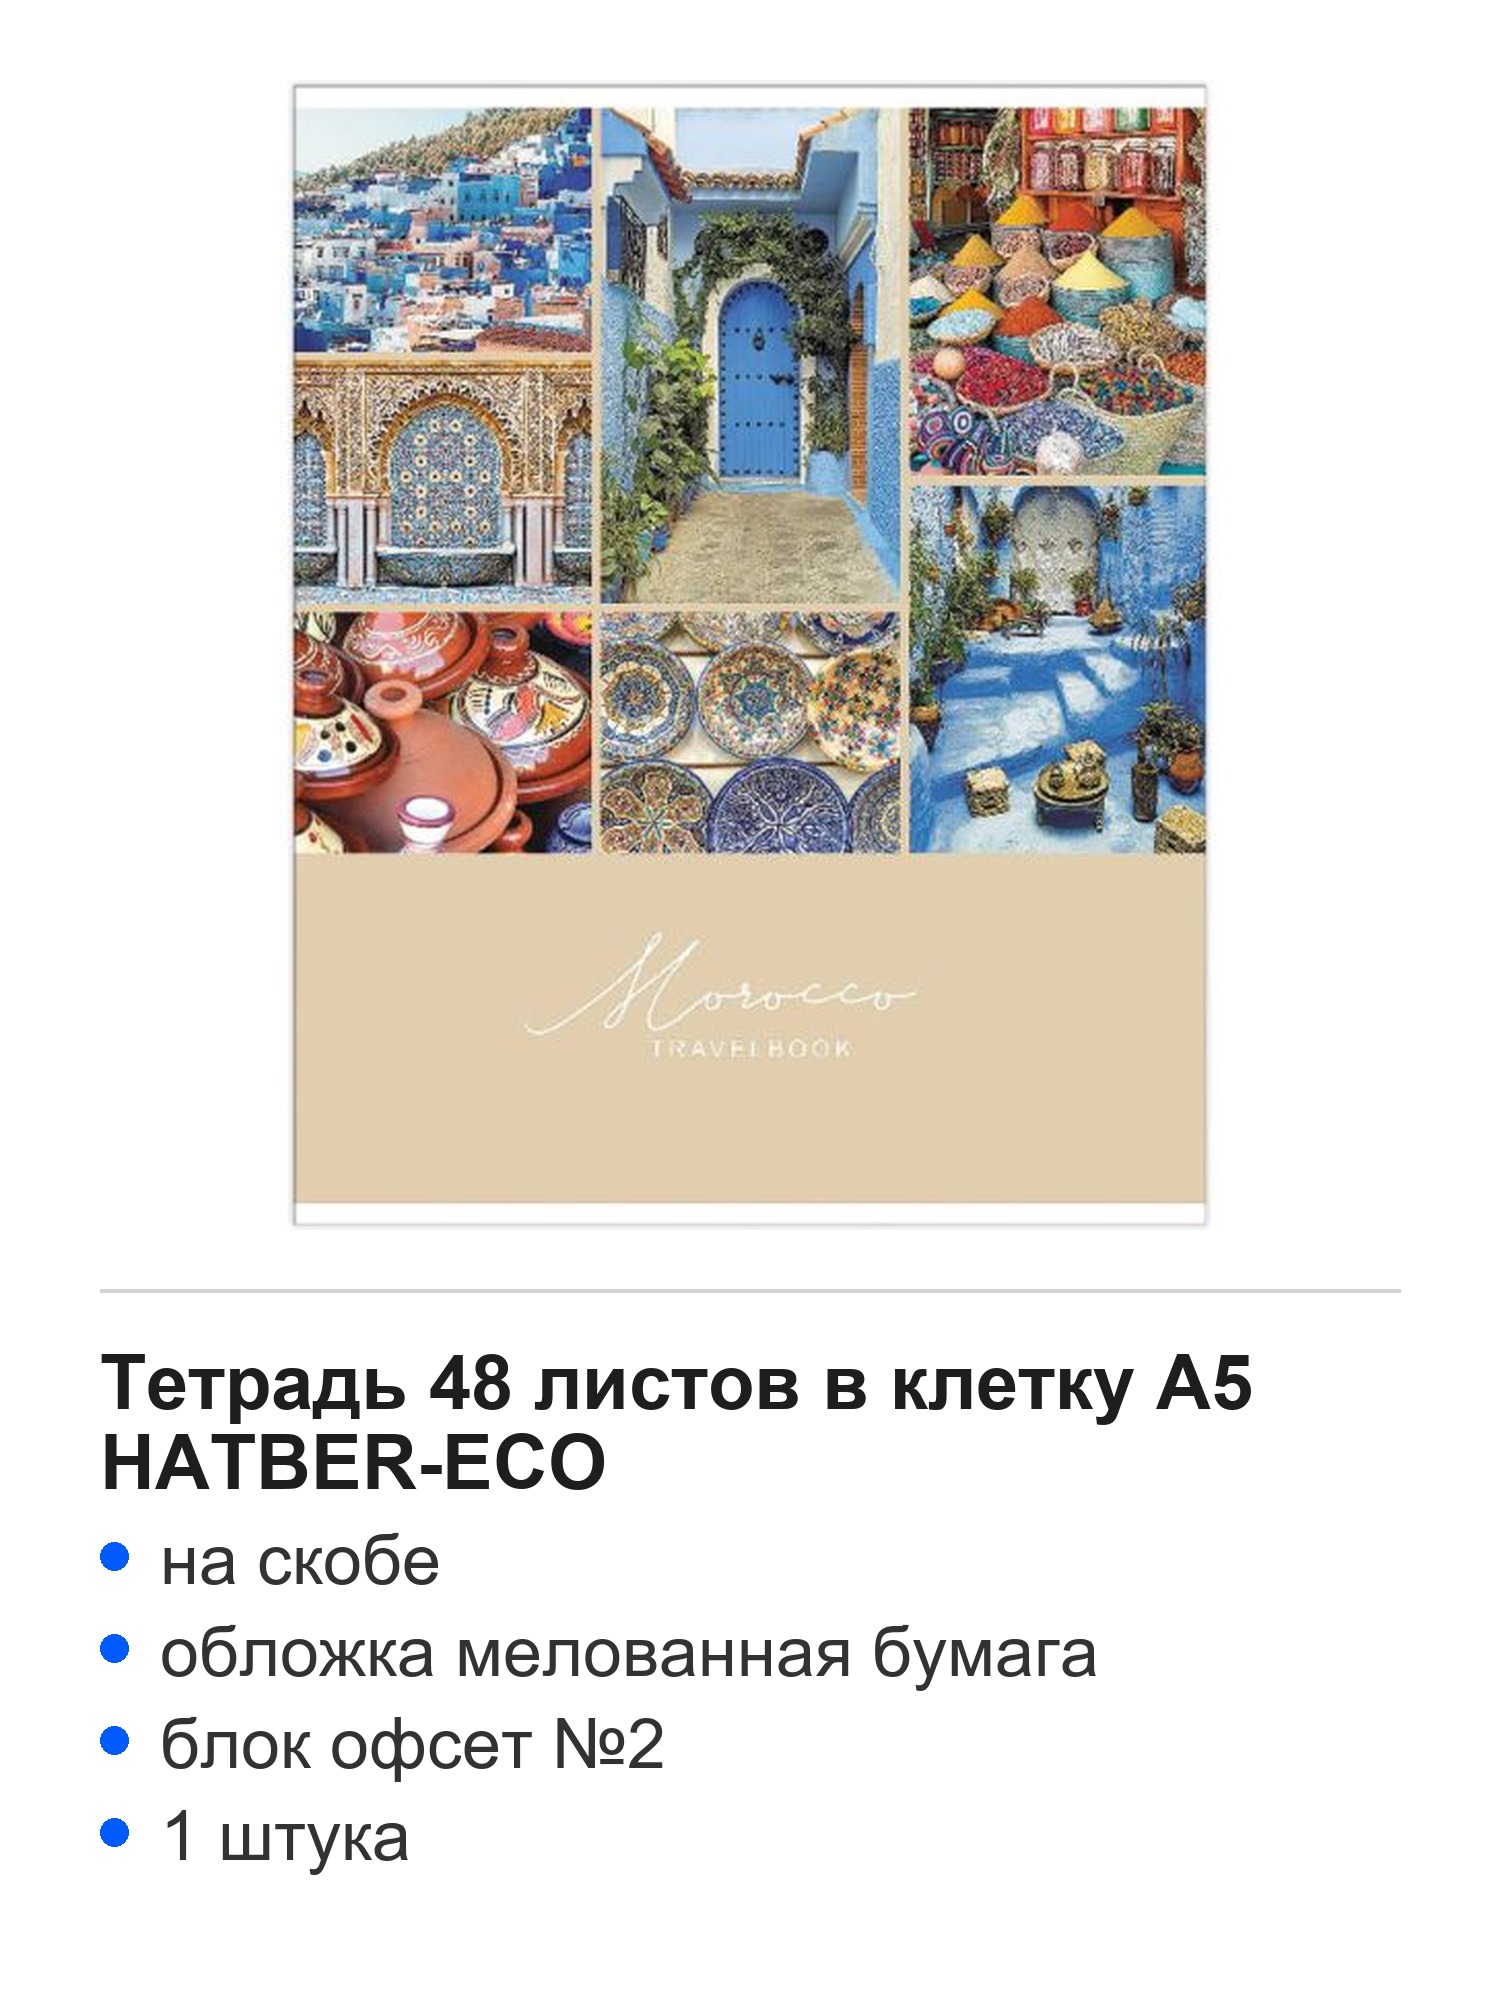 Morocco
TRAVELBOOK
Тетрадь 48 листов в клетку А5
HATBER-ECO
на скобе
обложка мелованная бумага
блок офсет №2
1 штука